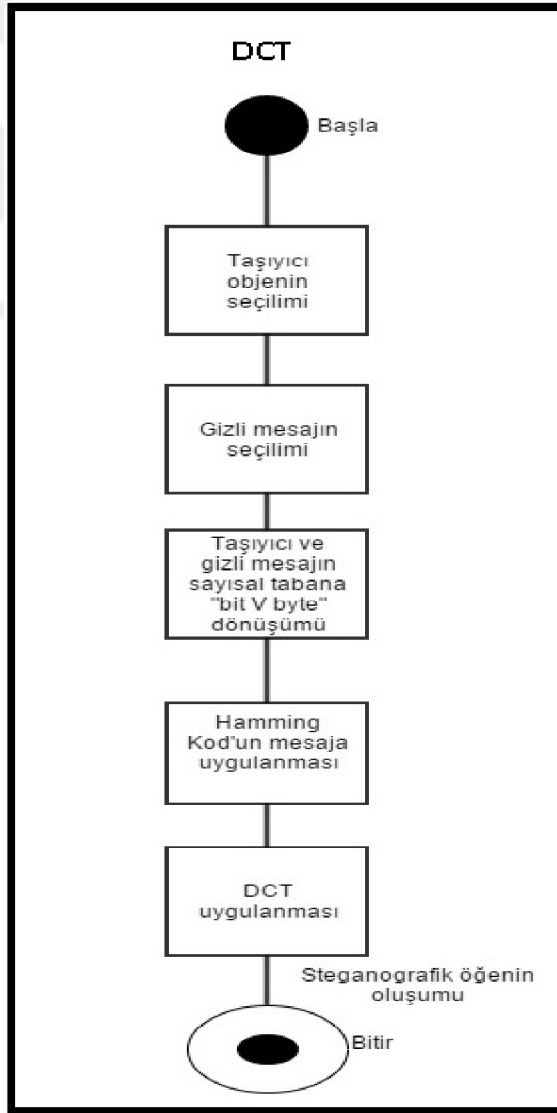 DCT
Başla
Taşıyıcı
objenin
seçilimi
Gizli mesajın
seçilimi
Taşıyıcı ve
gizli mesajın
sayısal tabana
"bit V byte"
dönüşümü
Hamming
Kod'un mesaja
uygulanması
DCT
uygulanması
Steganografik öğenin
oluşumu
Bitir